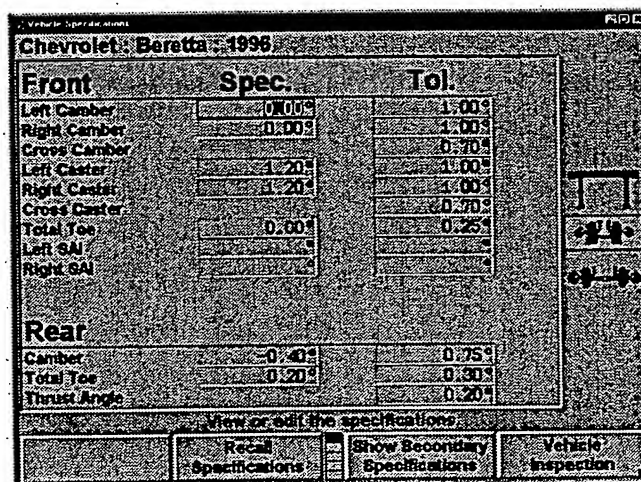 Vehicle Specifications
Chevrolet : Beretta : 1996
Front Spec. Tol.
Left Camber 0.00° 1.00°
Right Camber 0.00° 1.00°
Cross Camber 0.70°
Left Caster 1.20° 1.00°
Right Caster 1.20° 1.00°
Cross Caster 0.70°
Total Toe 0.00° 0.25°
Left SAI ° °
Right SAI ° °
Rear
Camber -0.40° 0.75°
Total Toe 0.20° 0.30°
Thrust Angle 0.20°
View or edit the specifications.
Recall Specifications
Show Secondary Specifications
Vehicle Inspection